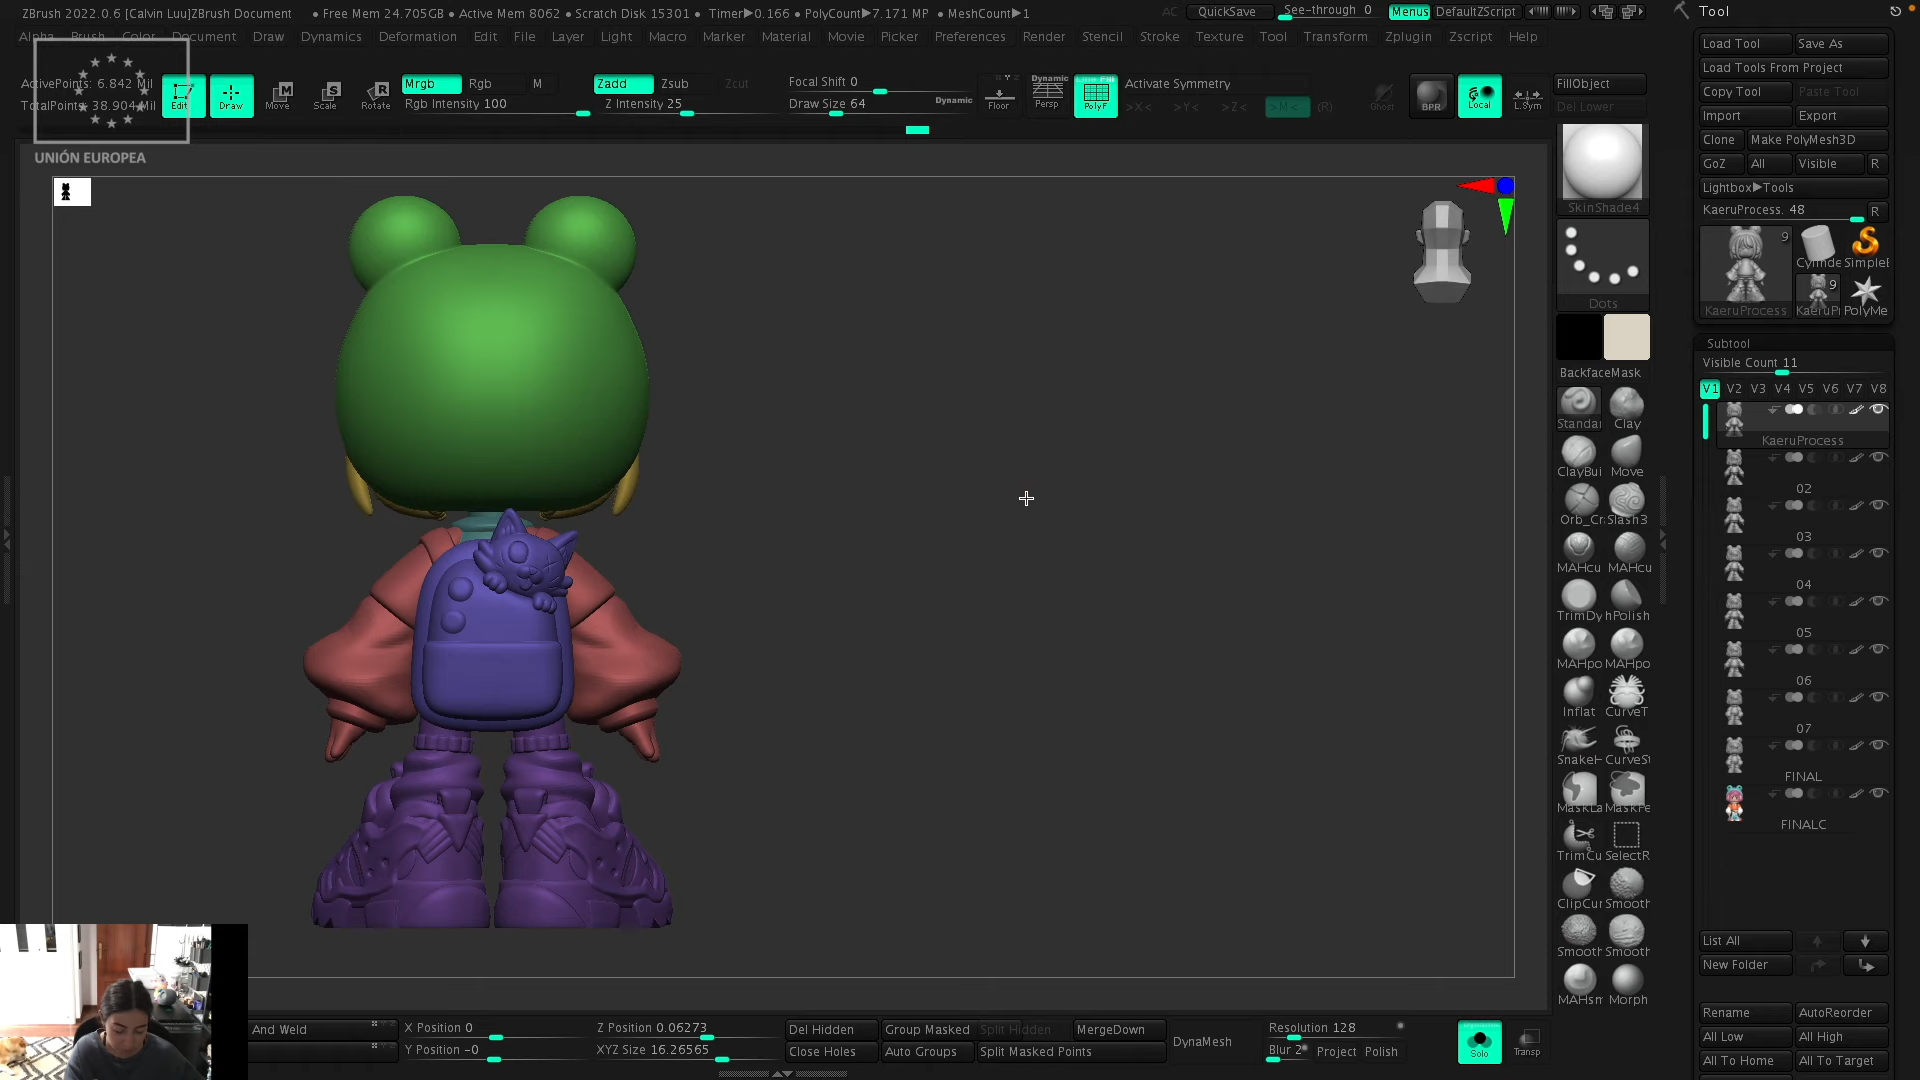 ZBrush 2022.0.6 [Calvin Luu]ZBrush Document • Free Mem 24.705GB • Active Mem 8062 • Scratch Disk 15301 • Timer▶0.166 • PolyCount▶7.171 MP • MeshCount▶1 AC QuickSave See-through 0 Menus DefaultZScript Tool
Alpha Brush Color Document Draw Dynamics Deformation Edit File Layer Light Macro Marker Material Movie Picker Preferences Render Stencil Stroke Texture Tool Transform Zplugin Zscript Help
Load Tool Save As
Load Tools From Project
Copy Tool Paste Tool
Import Export
Clone Make PolyMesh3D
GoZ All Visible R
Lightbox▶Tools
KaeruProcess. 48 R
ActivePoints: 6.842 Mil
TotalPoints: 38.904 Mil
Edit Draw Move Scale Rotate
Mrgb Rgb M
Rgb Intensity 100
Zadd Zsub Zcut
Z Intensity 25
Focal Shift 0
Draw Size 64 Dynamic
Floor
Dynamic
Persp
Line Fill
PolyF
Activate Symmetry
>X< >Y< >Z< >M< (R)
Ghost BPR Local L.Sym
FillObject
Del Lower
UNIÓN EUROPEA
SkinShade4
Dots
BackfaceMask
Standar Clay
ClayBui Move
Orb_Cr Slash3
MAHcu MAHcu
TrimDy hPolish
MAHpo MAHpo
Inflat CurveT
SnakeH CurveSt
MaskLa MaskPe
TrimCu SelectR
ClipCur Smooth
Smooth Smooth
MAHsm Morph
9
Cylinde SimpleE
9
KaeruProcess KaeruPr PolyMe
Subtool
Visible Count 11
V1 V2 V3 V4 V5 V6 V7 V8
KaeruProcess
02
03
04
05
06
07
FINAL
FINALC
List All
New Folder
Rename AutoReorder
All Low All High
All To Home All To Target
And Weld
X Position 0
Y Position -0
Z Position 0.06273
XYZ Size 16.26565
Del Hidden Group Masked Split Hidden MergeDown
Close Holes Auto Groups Split Masked Points
DynaMesh
Resolution 128
Blur 2 Project Polish
Solo Transp